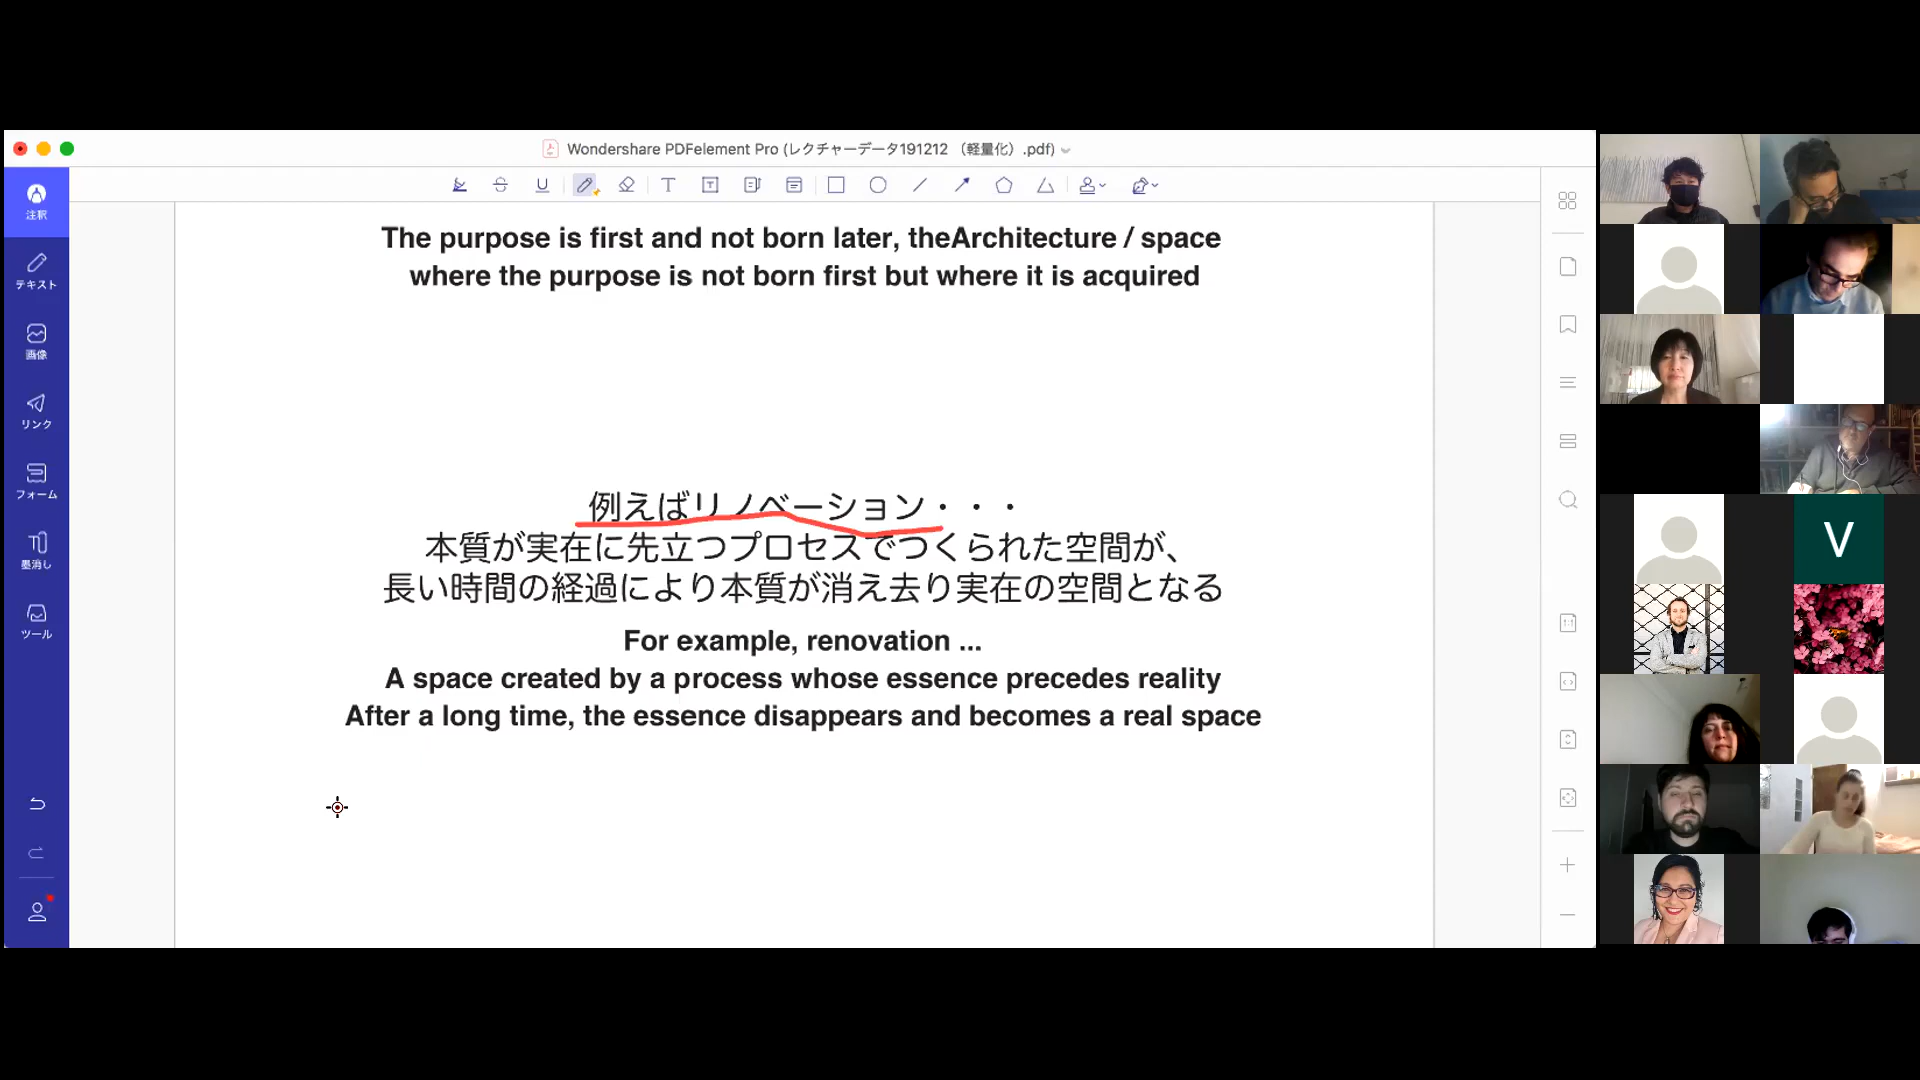 Wondershare PDFelement Pro (レクチャーデータ191212 （軽量化）.pdf)
注釈
テキスト
画像
リンク
フォーム
墨消し
ツール
The purpose is first and not born later, theArchitecture / space
where the purpose is not born first but where it is acquired
例えばリノベーション・・・
本質が実在に先立つプロセスでつくられた空間が、
長い時間の経過により本質が消え去り実在の空間となる
For example, renovation ...
A space created by a process whose essence precedes reality
After a long time, the essence disappears and becomes a real space
V